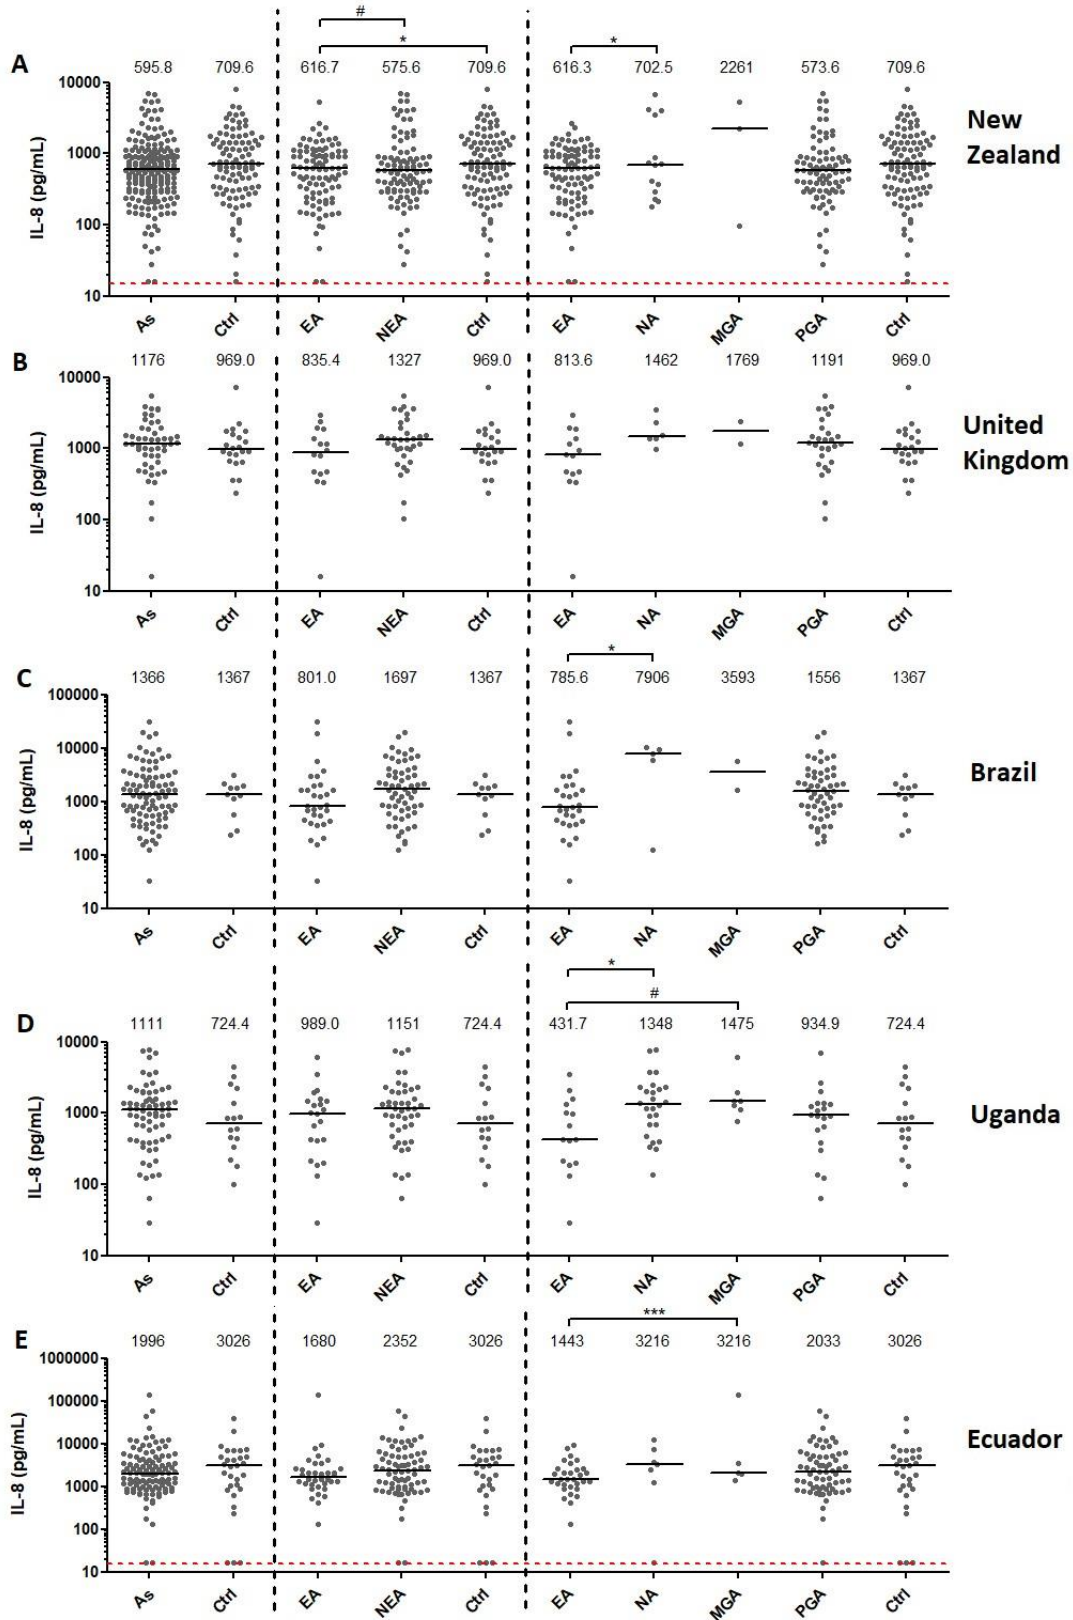 #
* *
A
595.8 709.6 616.7 575.6 709.6 616.3 702.5 2261 573.6 709.6
New
Zealand
IL-8 (pg/mL)
10000
1000
100
10
As Ctrl EA NEA Ctrl EA NA MGA PGA Ctrl
B
1176 969.0 835.4 1327 969.0 813.6 1462 1769 1191 969.0
United
Kingdom
IL-8 (pg/mL)
10000
1000
100
10
As Ctrl EA NEA Ctrl EA NA MGA PGA Ctrl
*
C
1366 1367 801.0 1697 1367 785.6 7906 3593 1556 1367
Brazil
IL-8 (pg/mL)
100000
10000
1000
100
10
As Ctrl EA NEA Ctrl EA NA MGA PGA Ctrl
*
#
D
1111 724.4 989.0 1151 724.4 431.7 1348 1475 934.9 724.4
Uganda
IL-8 (pg/mL)
10000
1000
100
10
As Ctrl EA NEA Ctrl EA NA MGA PGA Ctrl
***
E
1996 3026 1680 2352 3026 1443 3216 3216 2033 3026
Ecuador
IL-8 (pg/mL)
1000000
100000
10000
1000
100
10
As Ctrl EA NEA Ctrl EA NA MGA PGA Ctrl